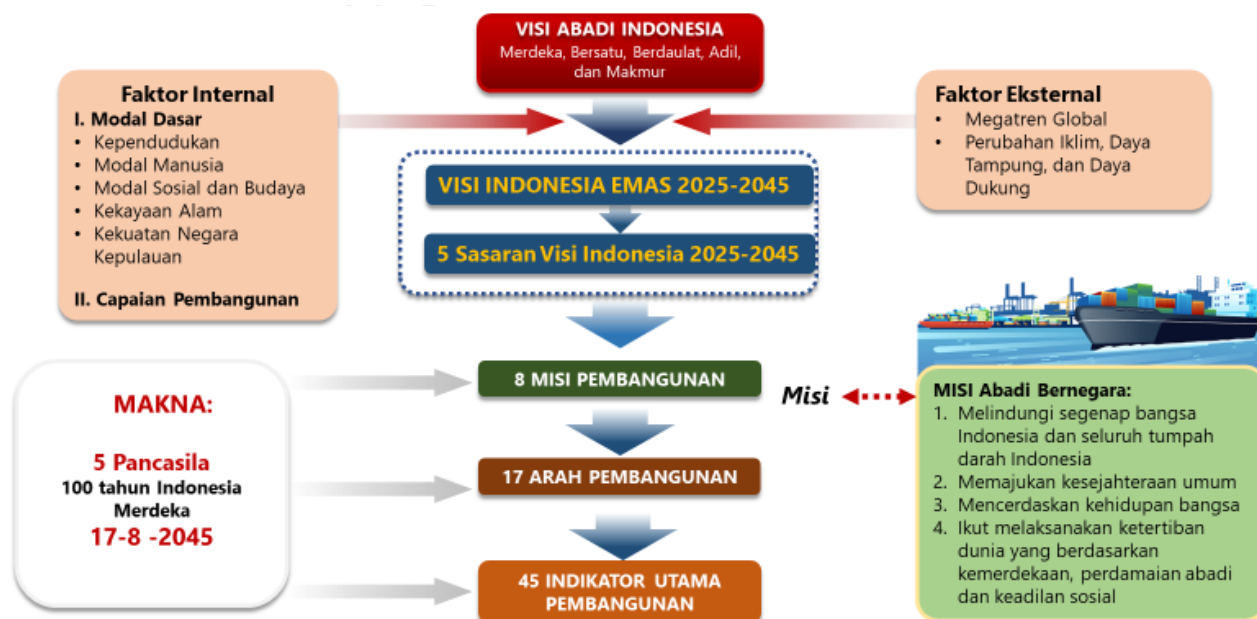 VISI ABADI INDONESIA
Merdeka, Bersatu, Berdaulat, Adil,
dan Makmur
Faktor Internal
I. Modal Dasar
• Kependudukan
• Modal Manusia
• Modal Sosial dan Budaya
• Kekayaan Alam
• Kekuatan Negara
Kepulauan
II. Capaian Pembangunan
Faktor Eksternal
• Megatren Global
• Perubahan Iklim, Daya
Tampung, dan Daya
Dukung
VISI INDONESIA EMAS 2025-2045
5 Sasaran Visi Indonesia 2025-2045
MAKNA:
5 Pancasila
100 tahun Indonesia
Merdeka
17-8 -2045
8 MISI PEMBANGUNAN
17 ARAH PEMBANGUNAN
45 INDIKATOR UTAMA
PEMBANGUNAN
Misi
MISI Abadi Bernegara:
1. Melindungi segenap bangsa
Indonesia dan seluruh tumpah
darah Indonesia
2. Memajukan kesejahteraan umum
3. Mencerdaskan kehidupan bangsa
4. Ikut melaksanakan ketertiban
dunia yang berdasarkan
kemerdekaan, perdamaian abadi
dan keadilan sosial